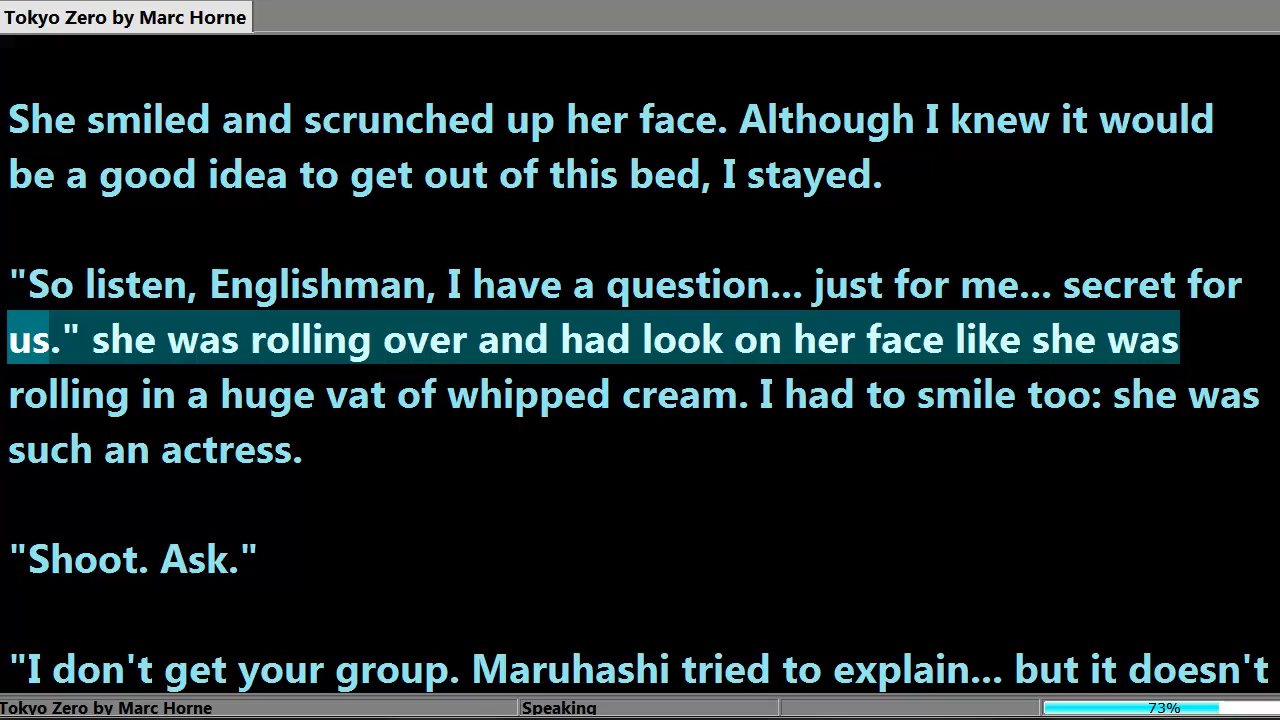 Tokyo Zero by Marc Horne
She smiled and scrunched up her face. Although I knew it would
be a good idea to get out of this bed, I stayed.
"So listen, Englishman, I have a question... just for me... secret for
us." she was rolling over and had look on her face like she was
rolling in a huge vat of whipped cream. I had to smile too: she was
such an actress.
"Shoot. Ask."
"I don't get your group. Maruhashi tried to explain... but it doesn't
Tokyo Zero by Marc Horne
Speaking
73%